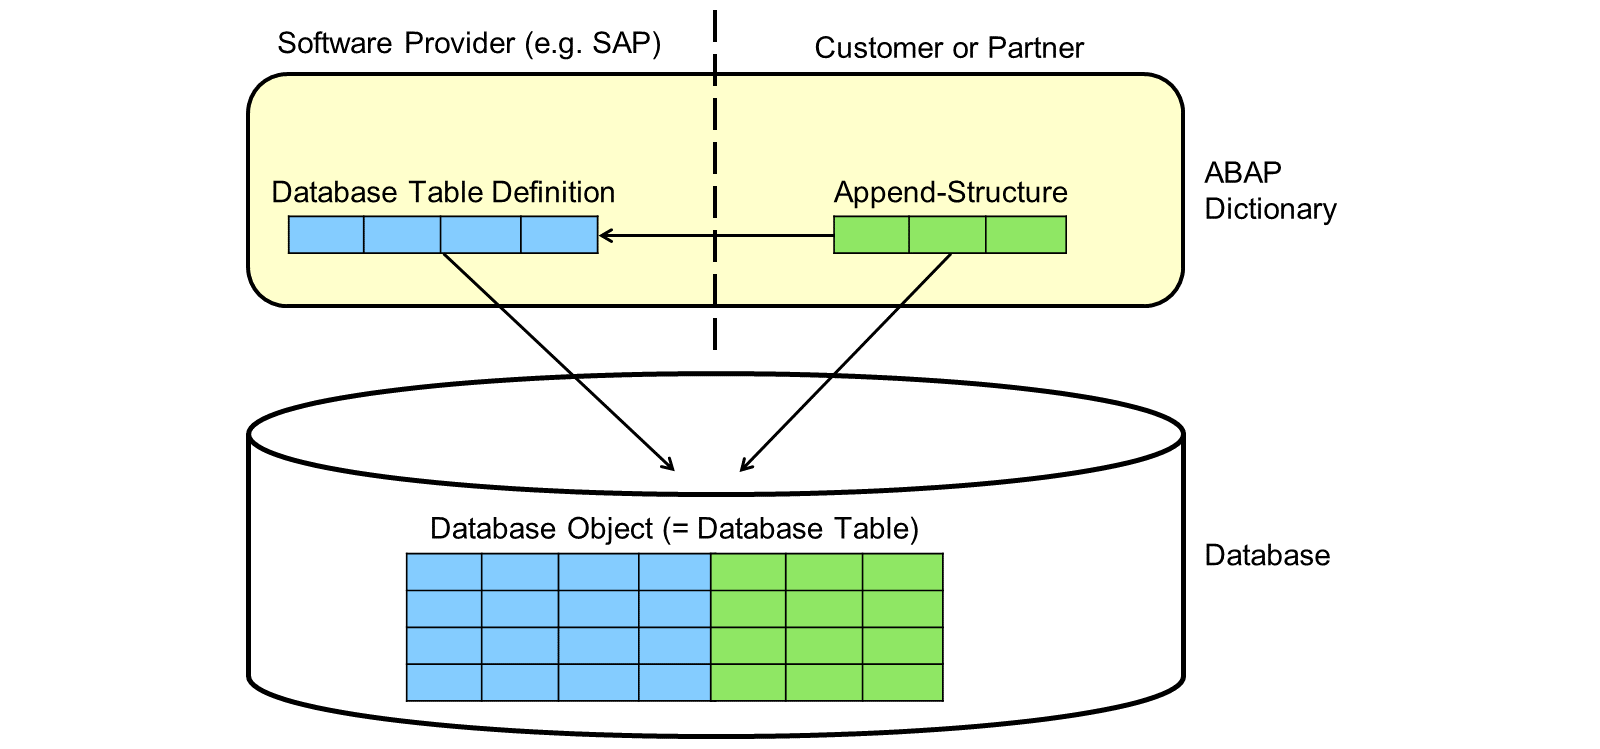 Software Provider (e.g. SAP)
Customer or Partner
Database Table Definition
Append-Structure
ABAP
Dictionary
Database Object (= Database Table)
Database